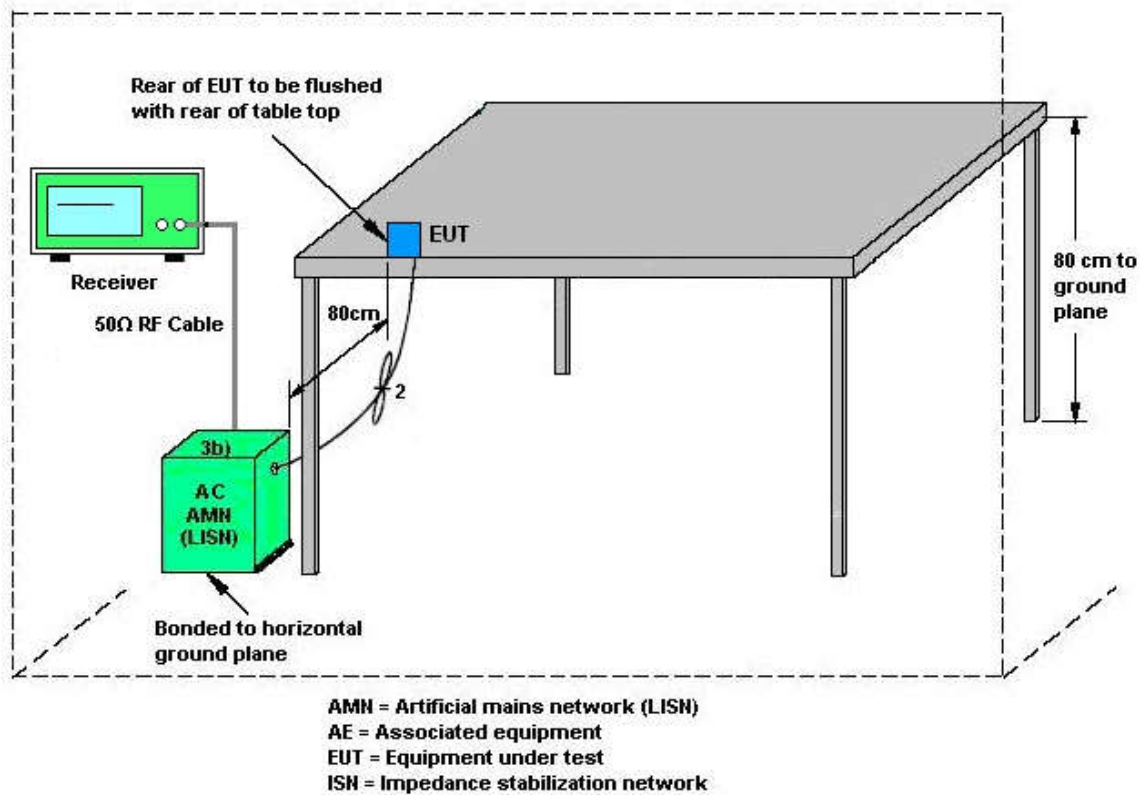 Rear of EUT to be flushed
with rear of table top
EUT
Receiver
50Ω RF Cable
80cm
2
80 cm to
ground
plane
3b)
AC
AMN
(LISN)
Bonded to horizontal
ground plane
AMN = Artificial mains network (LISN)
AE = Associated equipment
EUT = Equipment under test
ISN = Impedance stabilization network